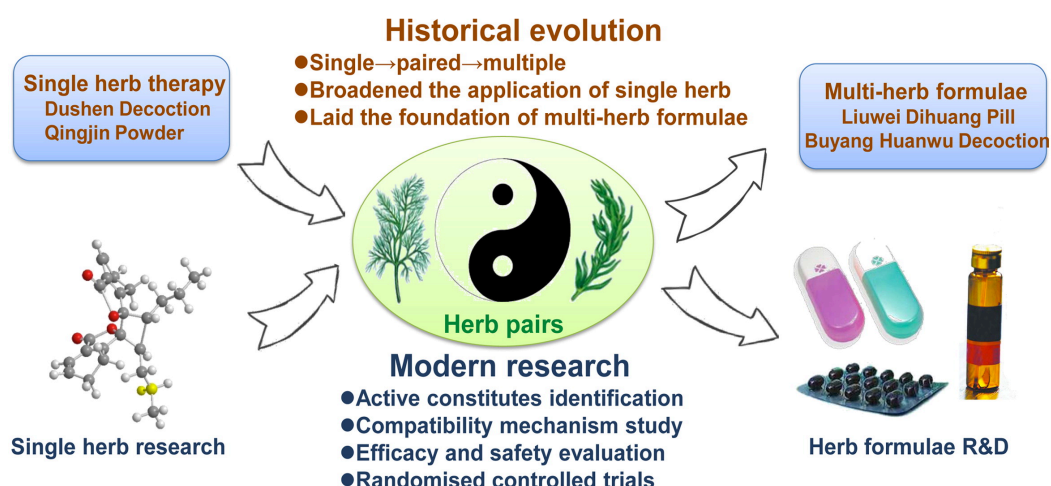 Historical evolution
●Single→paired→multiple
●Broadened the application of single herb
●Laid the foundation of multi-herb formulae
Single herb therapy
Dushen Decoction
Qingjin Powder
Multi-herb formulae
Liuwei Dihuang Pill
Buyang Huanwu Decoction
Herb pairs
Modern research
●Active constitutes identification
●Compatibility mechanism study
●Efficacy and safety evaluation
●Randomised controlled trials
Single herb research
Herb formulae R&D